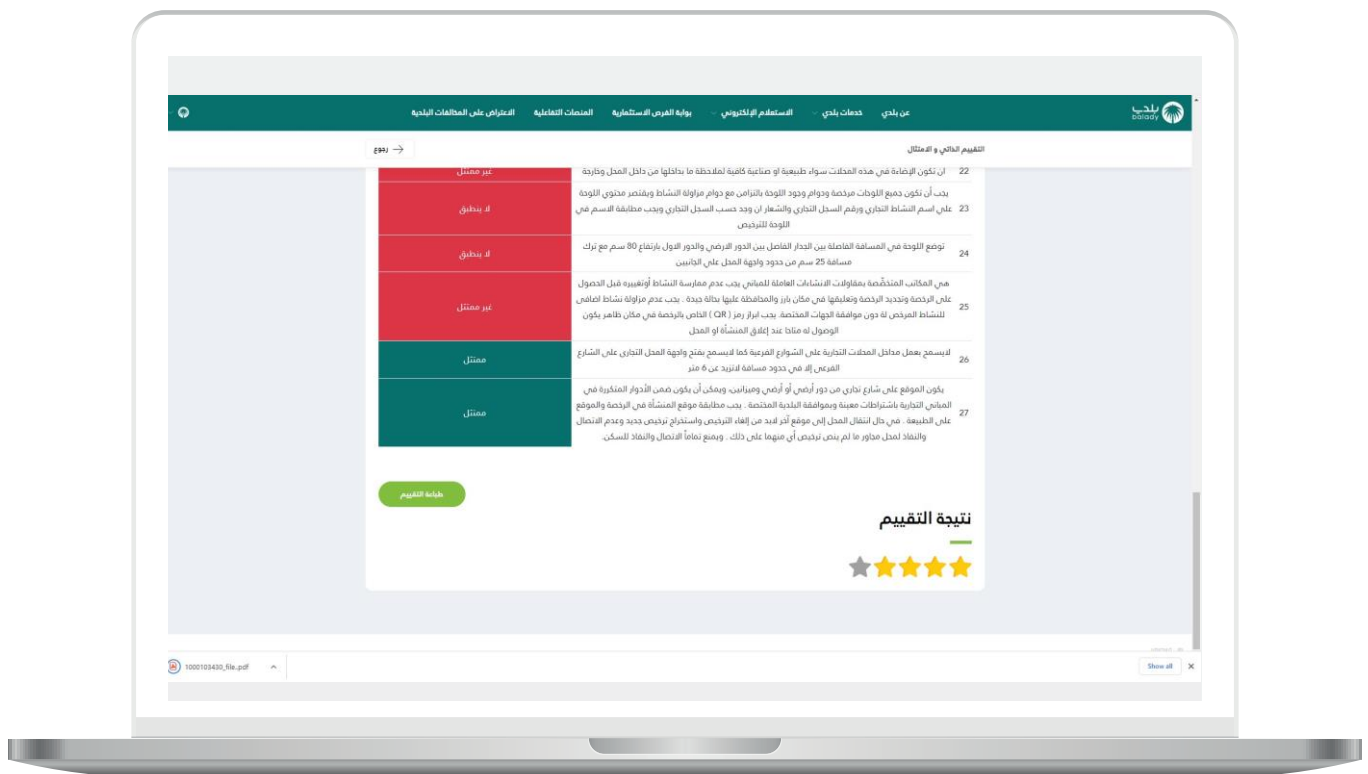 بلدي
balady
عن بلدي
خدمات بلدي
الاستعلام الإلكتروني
بوابة الفرص الاستثمارية
المنصات التفاعلية
الاعتراض على المخالفات البلدية
التقييم الذاتي و الامتثال
رجوع
22 ان تكون الإضاءة في هذه المحلات سواء طبيعية او صناعية كافية لملاحظة ما بداخلها من داخل المحل وخارجة
غير ممتثل
يجب أن تكون جميع اللوحات مرخصة ودوام وجود اللوحة بالتزامن مع دوام مزاولة النشاط ويقتصر محتوي اللوحة
23 علي اسم النشاط التجاري ورقم السجل التجاري والشعار ان وجد حسب السجل التجاري ويجب مطابقة الاسم في
اللوحة للترخيص
لا ينطبق
24 توضع اللوحة في المسافة الفاصلة بين الجدار الفاصل بين الدور الارضي والدور الاول بارتفاع 80 سم مع ترك
مسافة 25 سم من حدود واجهة المحل علي الجانبين
لا ينطبق
هي المكاتب المتخصِّصة بمقاولات الانشاءات العاملة للمباني يجب عدم ممارسة النشاط أوتغييره قبل الحصول
على الرخصة وتجديد الرخصة وتعليقها في مكان بارز والمحافظة عليها بحالة جيدة . يجب عدم مزاولة نشاط اضافي
25 للنشاط المرخص لة دون موافقة الجهات المختصة. يجب ابراز رمز ( QR ) الخاص بالرخصة في مكان ظاهر يكون
الوصول له متاحا عند إغلاق المنشأة او المحل
غير ممتثل
26 لايسمح بعمل مداخل المحلات التجارية على الشوارع الفرعية كما لايسمح بفتح واجهة المحل التجاري على الشارع
الفرعي إلا في حدود مسافة لاتزيد عن 6 متر
ممتثل
يكون الموقع على شارع تجاري من دور أرضي أو أرضي وميزانين، ويمكن أن يكون ضمن الأدوار المتكررة في
المباني التجارية باشتراطات معينة وبموافقة البلدية المختصة . يجب مطابقة موقع المنشأة في الرخصة والموقع
27 على الطبيعة . في حال انتقال المحل إلى موقع آخر لابد من إلغاء الترخيص واستخراج ترخيص جديد وعدم الاتصال
والنفاذ لمحل مجاور ما لم ينص ترخيص أي منهما على ذلك . ويمنع تماماً الاتصال والنفاذ للسكن.
ممتثل
طباعة التقييم
نتيجة التقييم
1000103430_file..pdf
Show all